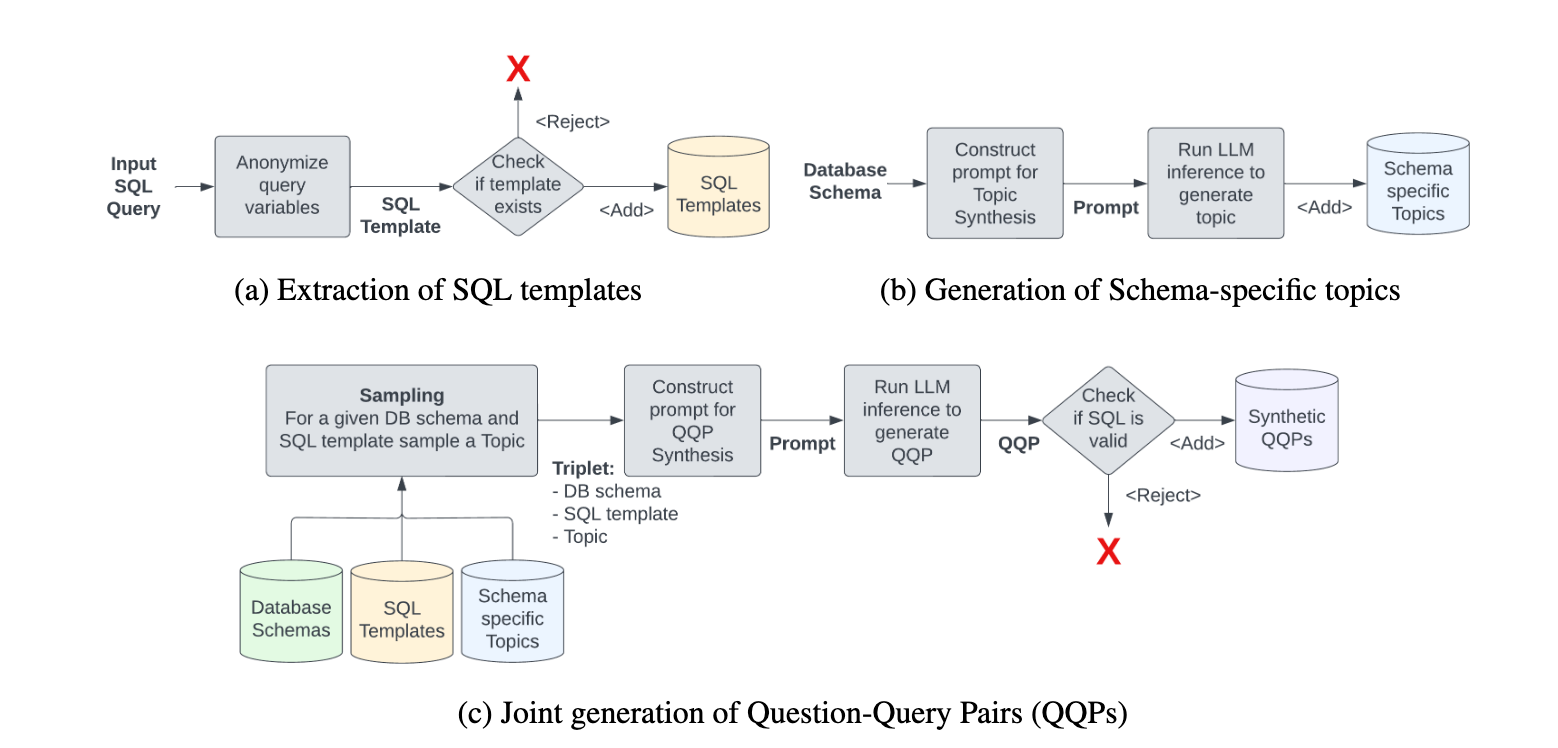 X
<Reject>
Input
SQL
Query
Anonymize
query
variables
SQL
Template
Check
if template
exists
<Add>
SQL
Templates
(a) Extraction of SQL templates
Database
Schema
Construct
prompt for
Topic
Synthesis
Prompt
Run LLM
inference to
generate
topic
<Add>
Schema
specific
Topics
(b) Generation of Schema-specific topics
Sampling
For a given DB schema and
SQL template sample a Topic
Triplet:
- DB schema
- SQL template
- Topic
Construct
prompt for
QQP
Synthesis
Prompt
Run LLM
inference to
generate
QQP
QQP
Check
if SQL is
valid
<Add>
Synthetic
QQPs
<Reject>
X
Database
Schemas
SQL
Templates
Schema
specific
Topics
(c) Joint generation of Question-Query Pairs (QQPs)